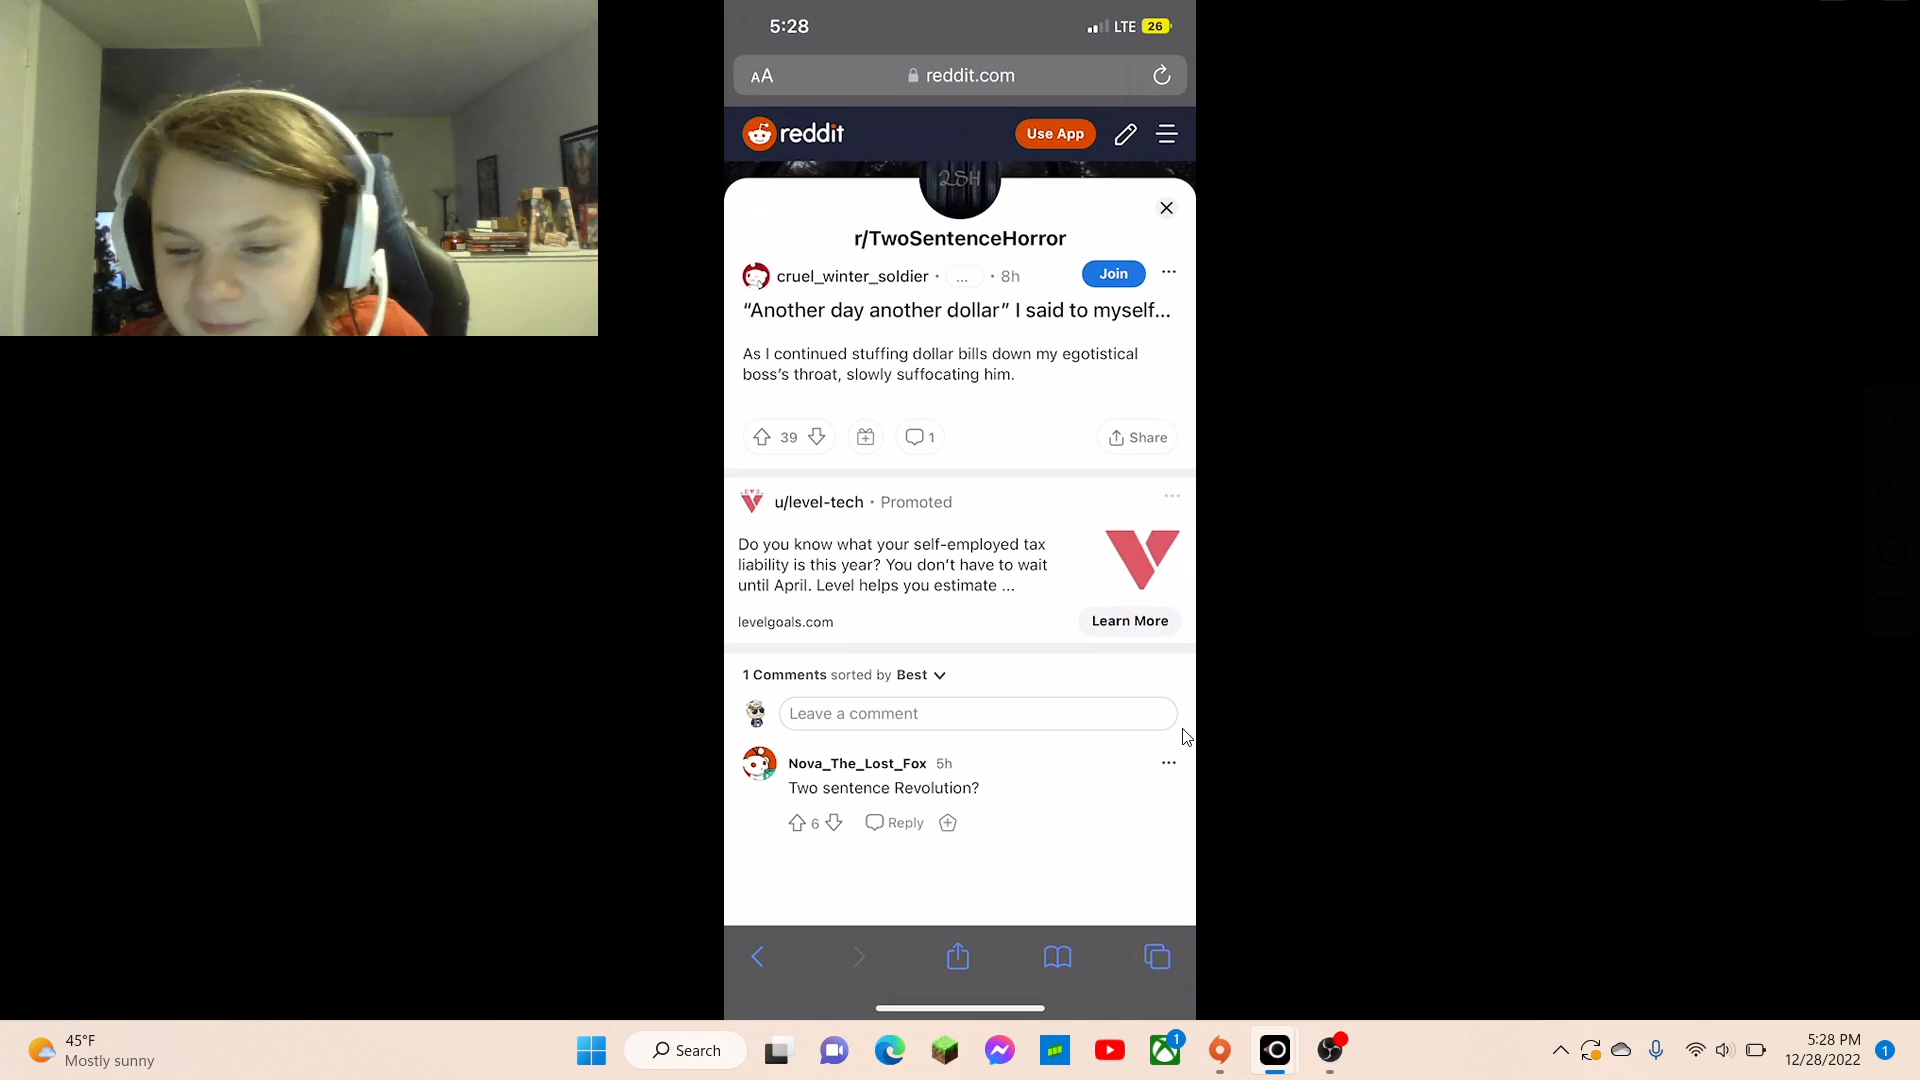 5:28
LTE 26
AA reddit.com
reddit
Use App
2SH
r/TwoSentenceHorror
cruel_winter_soldier · ... · 8h
Join
“Another day another dollar” I said to myself...
As I continued stuffing dollar bills down my egotistical
boss’s throat, slowly suffocating him.
39
1
Share
u/level-tech · Promoted
Do you know what your self-employed tax
liability is this year? You don’t have to wait
until April. Level helps you estimate ...
levelgoals.com
Learn More
1 Comments sorted by Best
Leave a comment
Nova_The_Lost_Fox 5h
Two sentence Revolution?
6
Reply
45°F
Mostly sunny
Search
1
5:28 PM
12/28/2022
1